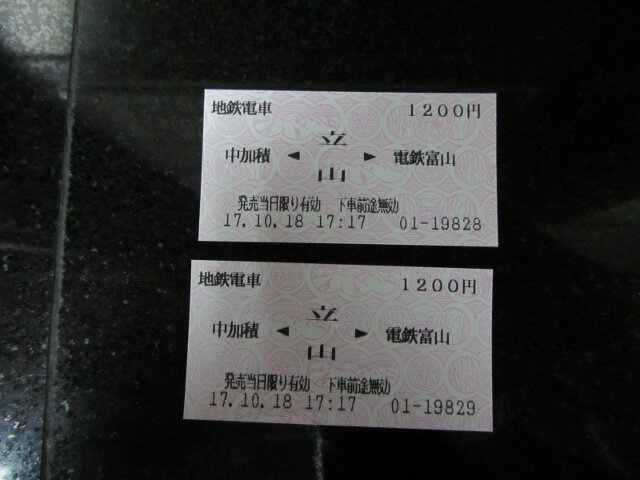 地鉄電車 1200円
立
中加積 ◄ ► 電鉄富山
山
発売当日限り有効 下車前途無効
17.10.18 17:17 01-19828
地鉄電車 1200円
立
中加積 ◄ ► 電鉄富山
山
発売当日限り有効 下車前途無効
17.10.18 17:17 01-19829